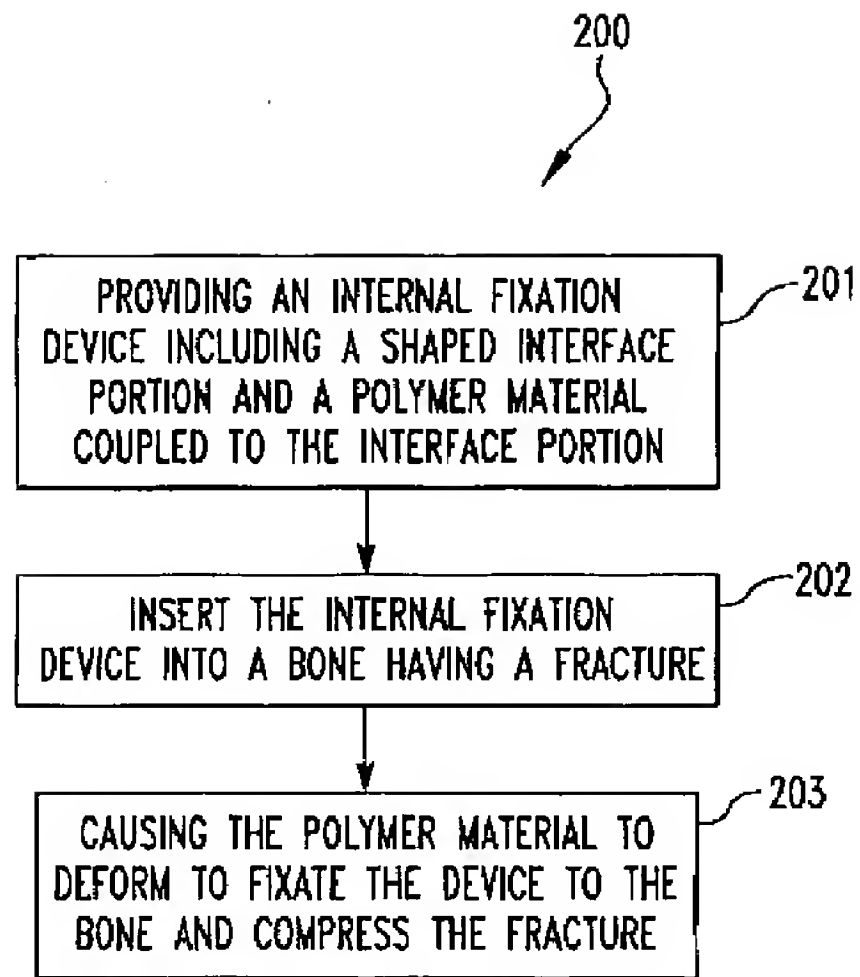 200
PROVIDING AN INTERNAL FIXATION
DEVICE INCLUDING A SHAPED INTERFACE
PORTION AND A POLYMER MATERIAL
COUPLED TO THE INTERFACE PORTION
201
INSERT THE INTERNAL FIXATION
DEVICE INTO A BONE HAVING A FRACTURE
202
CAUSING THE POLYMER MATERIAL TO
DEFORM TO FIXATE THE DEVICE TO THE
BONE AND COMPRESS THE FRACTURE
203